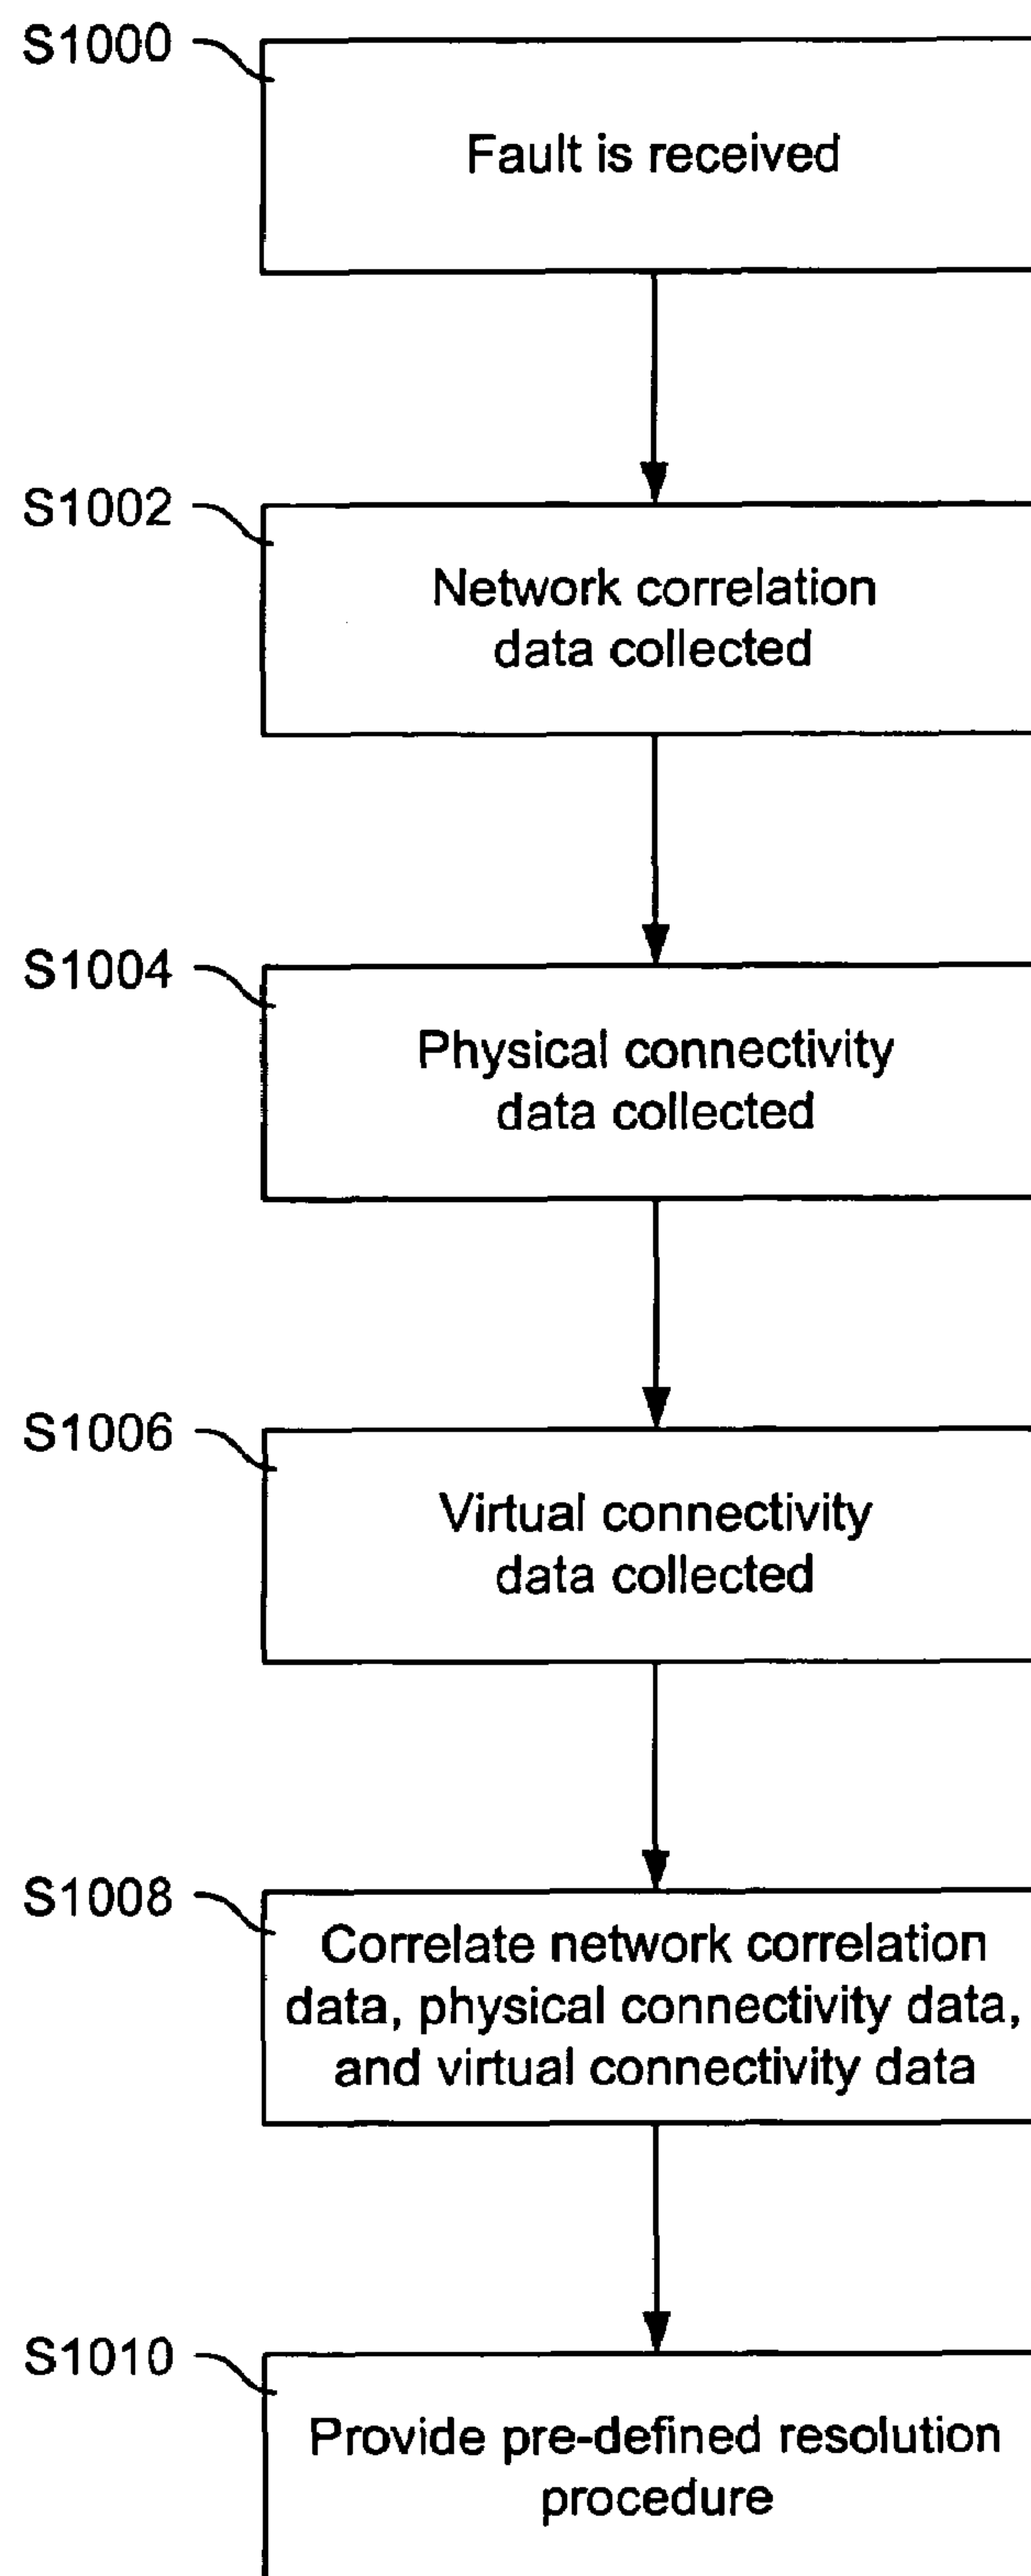 S1000
Fault is received
S1002
Network correlation
data collected
S1004
Physical connectivity
data collected
S1006
Virtual connectivity
data collected
S1008
Correlate network correlation
data, physical connectivity data,
and virtual connectivity data
S1010
Provide pre-defined resolution
procedure